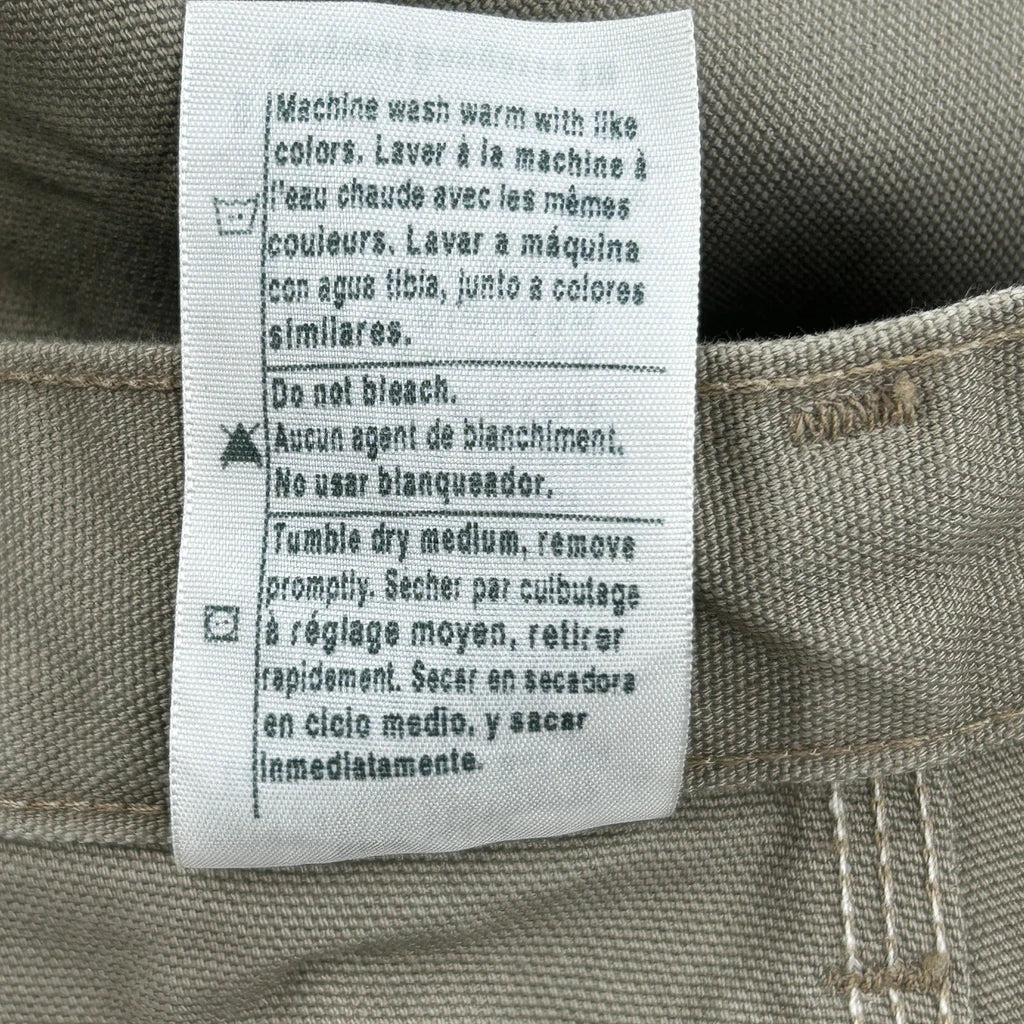 Machine wash warm with like
colors. Laver à la machine à
l'eau chaude avec les mêmes
couleurs. Lavar a máquina
con agua tibia, junto a colores
similares.
Do not bleach.
Aucun agent de blanchiment.
No usar blanqueador.
Tumble dry medium, remove
promptly. Sécher par culbutage
à réglage moyen, retirer
rapidement. Secar en secadora
en ciclo medio, y sacar
inmediatamente.